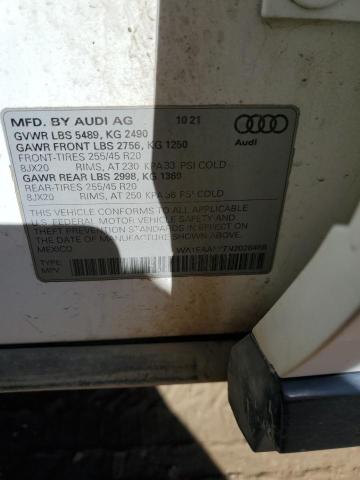 MFD. BY AUDI AG 10 21
GVWR LBS 5489, KG 2490
GAWR FRONT LBS 2756, KG 1250
FRONT-TIRES 255/45 R20
8JX20 RIMS, AT 230 KPA 33 PSI COLD
GAWR REAR LBS 2998, KG 1360
REAR-TIRES 255/45 R20
8JX20 RIMS, AT 250 KPA 36 PSI COLD
Audi
THIS VEHICLE CONFORMS TO ALL APPLICABLE
U.S. FEDERAL MOTOR VEHICLE SAFETY AND
THEFT PREVENTION STANDARDS IN EFFECT ON
THE DATE OF MANUFACTURE SHOWN ABOVE.
MEXICO
TYPE:
MPV